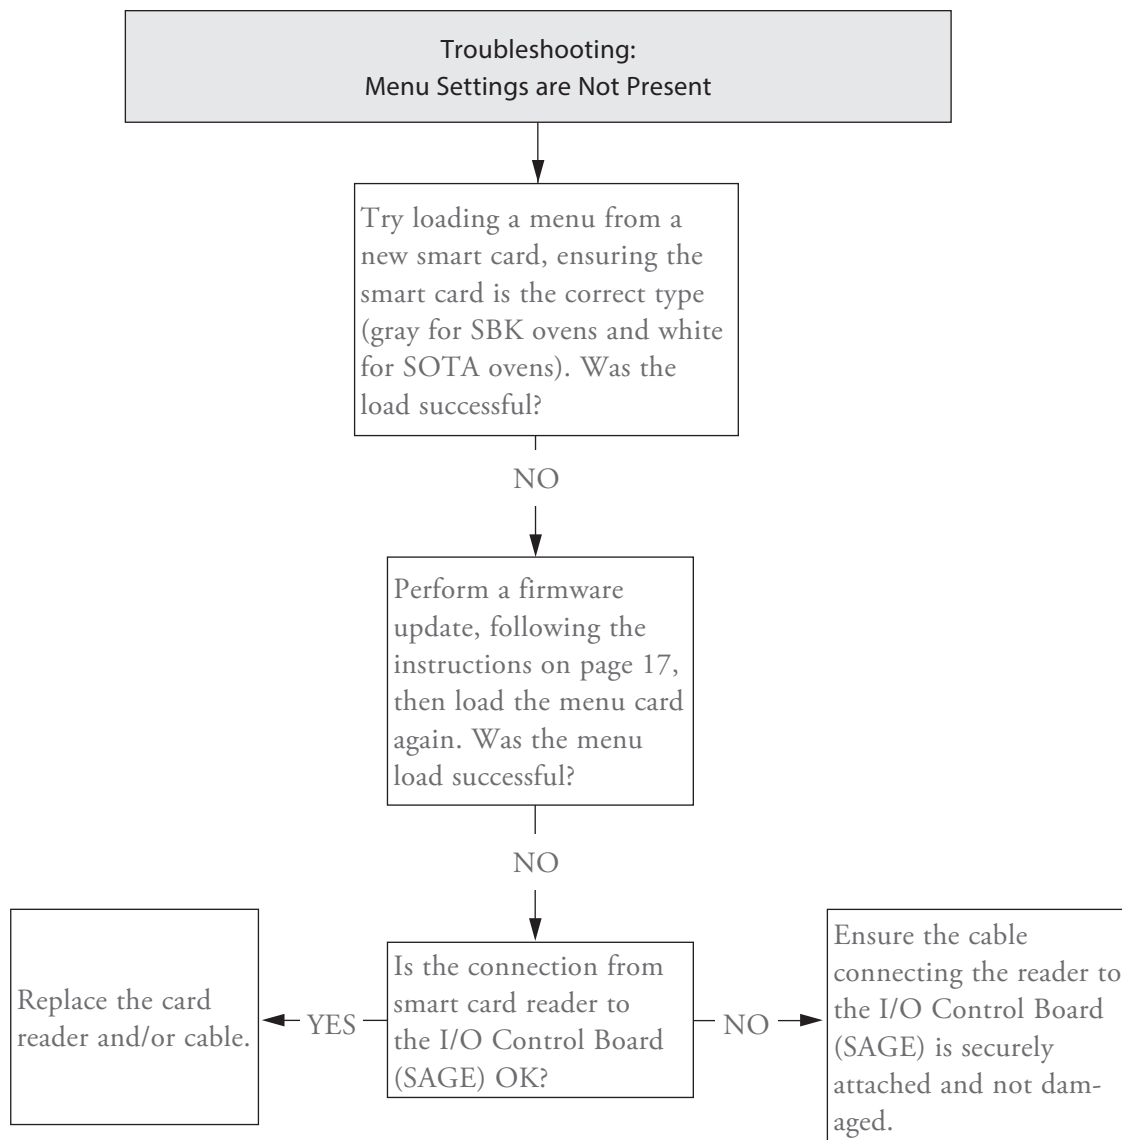 Troubleshooting:
Menu Settings are Not Present
Try loading a menu from a
new smart card, ensuring the
smart card is the correct type
(gray for SBK ovens and white
for SOTA ovens). Was the
load successful?
NO
Perform a firmware
update, following the
instructions on page 17,
then load the menu card
again. Was the menu
load successful?
NO
Replace the card
reader and/or cable.
YES
Is the connection from
smart card reader to
the I/O Control Board
(SAGE) OK?
NO
Ensure the cable
connecting the reader to
the I/O Control Board
(SAGE) is securely
attached and not dam-
aged.